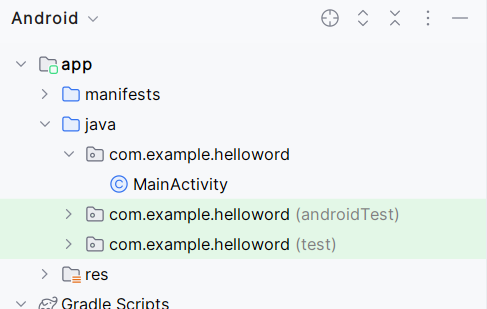 Android
app
manifests
java
com.example.helloword
C MainActivity
com.example.helloword (androidTest)
com.example.helloword (test)
res
Gradle Scripts